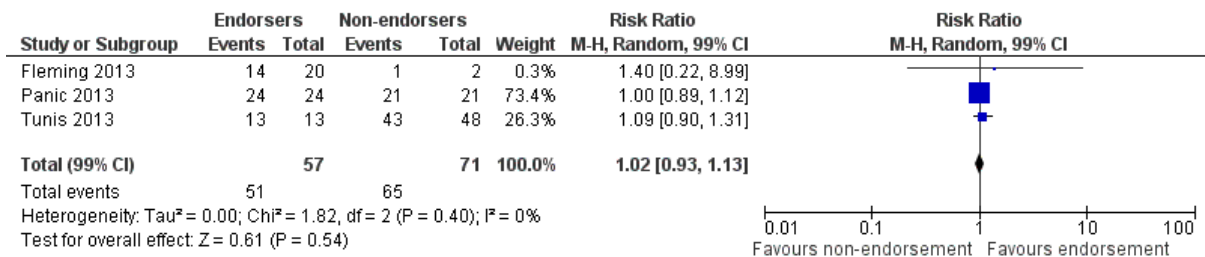 Endorsers Non-endorsers Risk Ratio Risk Ratio
Study or Subgroup Events Total Events Total Weight M-H, Random, 99% CI M-H, Random, 99% CI
Fleming 2013 14 20 1 2 0.3% 1.40 [0.22, 8.99]
Panic 2013 24 24 21 21 73.4% 1.00 [0.89, 1.12]
Tunis 2013 13 13 43 48 26.3% 1.09 [0.90, 1.31]
Total (99% CI) 57 71 100.0% 1.02 [0.93, 1.13]
Total events 51 65
Heterogeneity: Tau² = 0.00; Chi² = 1.82, df = 2 (P = 0.40); I² = 0%
Test for overall effect: Z = 0.61 (P = 0.54)
0.01 0.1 1 10 100
Favours non-endorsement Favours endorsement